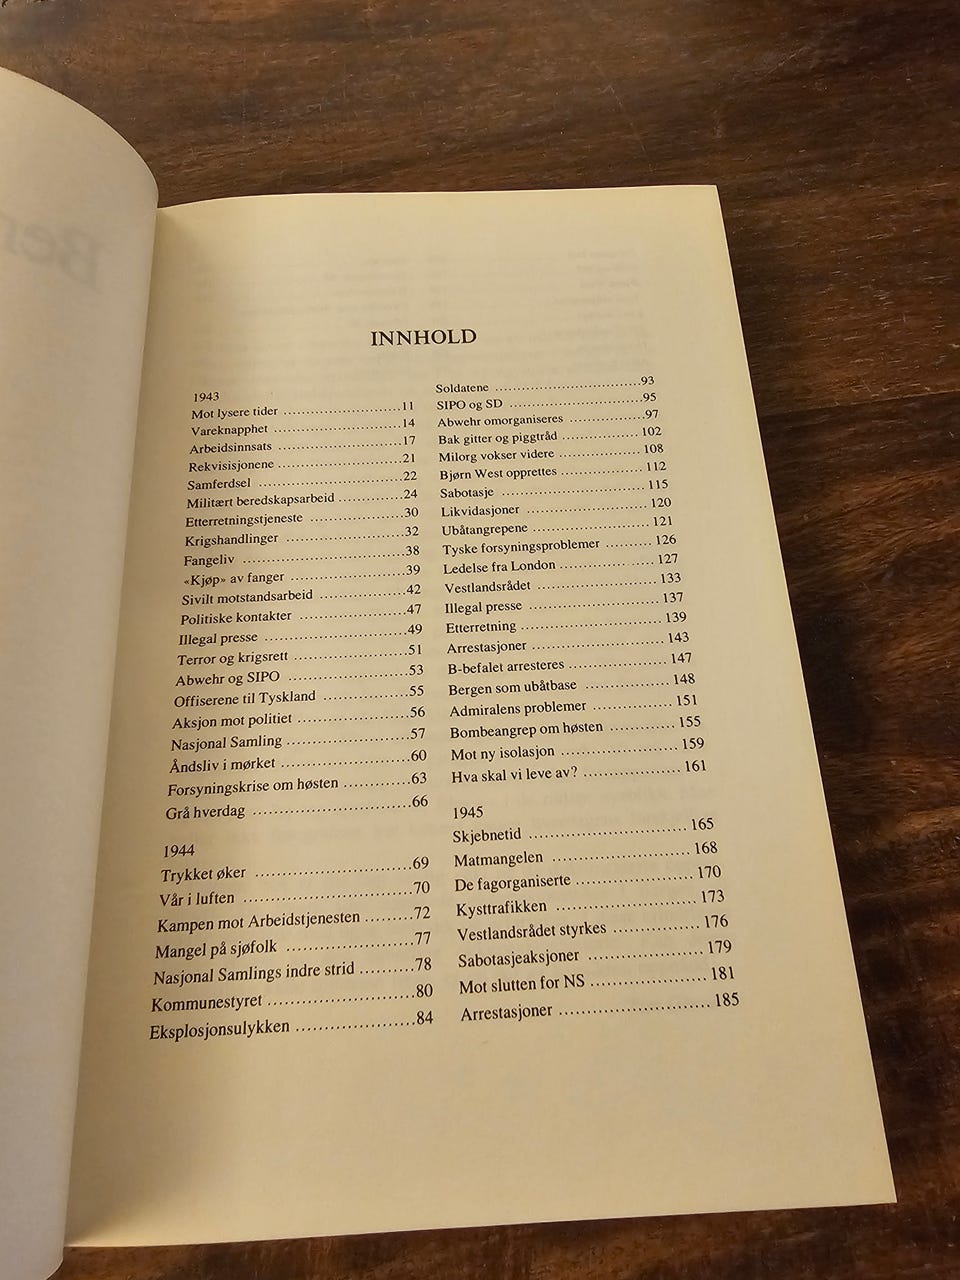 INNHOLD
1943
Mot lysere tider ........................... 11
Vareknapphet ............................. 14
Arbeidsinnsats ............................ 17
Rekvisisjonene ............................ 21
Samferdsel ................................. 22
Militært beredskapsarbeid .............. 24
Etterretningstjeneste .................... 30
Krigshandlinger ........................... 32
Fangeliv .................................... 38
«Kjøp» av fanger .......................... 39
Sivilt motstandsarbeid ................... 42
Politiske kontakter ....................... 47
Illegal presse .............................. 49
Terror og krigsrett ........................ 51
Abwehr og SIPO ........................... 53
Offiserene til Tyskland .................. 55
Aksjon mot politiet ....................... 56
Nasjonal Samling .......................... 57
Åndsliv i mørket .......................... 60
Forsyningskrise om høsten ............. 63
Grå hverdag ................................ 66
1944
Trykket øker ............................... 69
Vår i luften ................................. 70
Kampen mot Arbeidstjenesten ......... 72
Mangel på sjøfolk ......................... 77
Nasjonal Samlings indre strid .......... 78
Kommunestyret ........................... 80
Eksplosjonsulykken ...................... 84
Soldatene .................................. 93
SIPO og SD ................................ 95
Abwehr omorganiseres .................. 97
Bak gitter og piggtråd ................... 102
Milorg vokser videre ..................... 108
Bjørn West opprettes .................... 112
Sabotasje ................................... 115
Likvidasjoner .............................. 120
Ubåtangrepene ............................ 121
Tyske forsyningsproblemer ............ 126
Ledelse fra London ....................... 127
Vestlandsrådet ............................ 133
Illegal presse .............................. 137
Etterretning ................................ 139
Arrestasjoner .............................. 143
B-befalet arresteres ...................... 147
Bergen som ubåtbase .................... 148
Admiralens problemer ................... 151
Bombeangrep om høsten ............... 155
Mot ny isolasjon .......................... 159
Hva skal vi leve av? ...................... 161
1945
Skjebnetid .................................. 165
Matmangelen .............................. 168
De fagorganiserte ......................... 170
Kysttrafikken .............................. 173
Vestlandsrådet styrkes .................. 176
Sabotasjeaksjoner ........................ 179
Mot slutten for NS ........................ 181
Arrestasjoner .............................. 185